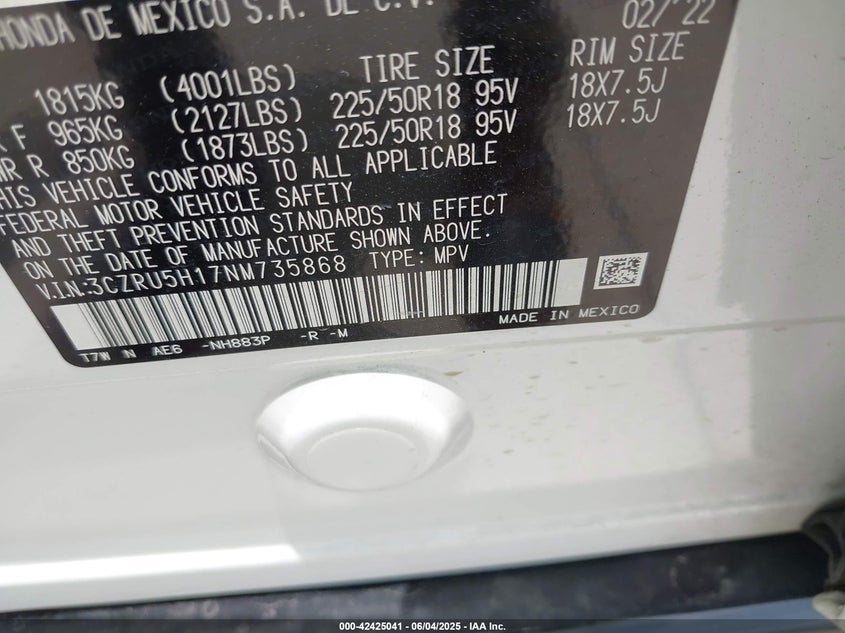 HONDA DE MEXICO S.A. DE C.V.
02/'22
1815KG (4001LBS) TIRE SIZE RIM SIZE
F 965KG (2127LBS) 225/50R18 95V 18X7.5J
WR R 850KG (1873LBS) 225/50R18 95V 18X7.5J
THIS VEHICLE CONFORMS TO ALL APPLICABLE
FEDERAL MOTOR VEHICLE SAFETY
AND THEFT PREVENTION STANDARDS IN EFFECT
ON THE DATE OF MANUFACTURE SHOWN ABOVE.
V.I.N:3CZRU5H17NM735868 TYPE: MPV
MADE IN MEXICO
T7W N AE6 -NH883P -R -M
000-42425041 | 06/04/2025 | IAA Inc.